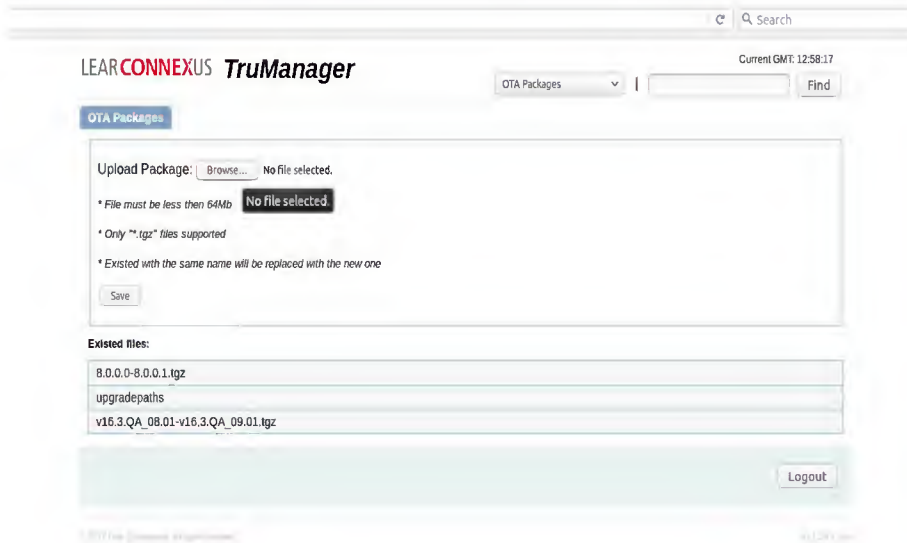 Search
LEAR CONNEXUS TruManager
Current GMT: 12:58:17
OTA Packages
Find
OTA Packages
Upload Package: Browse... No file selected.
* File must be less then 64Mb
No file selected.
* Only "*.tgz" files supported
* Existed with the same name will be replaced with the new one
Save
Existed files:
8.0.0.0-8.0.0.1.tgz
upgradepaths
v16.3.QA_08.01-v16.3.QA_09.01.tgz
Logout